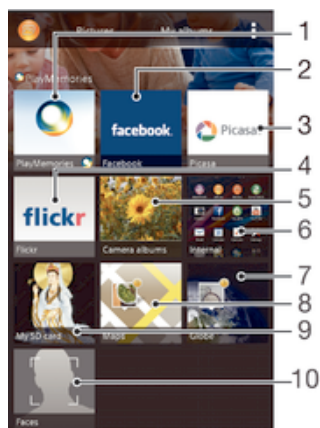 Pictures My albums
1
PlayMemories
2
facebook.
Picasa
3
PlayMemories Facebook Picasa
4
flickr
5
6
Flickr Camera albums Internal
7
8
My SD card Maps Globe
9
10
Faces